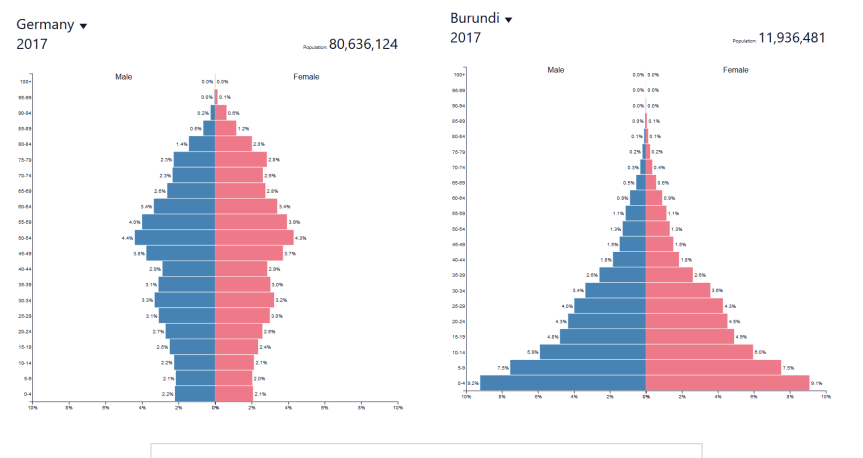 Germany
2017
Population: 80,636,124
Male Female
100+ 0.0% 0.0%
95-99 0.0% 0.1%
90-94 0.2% 0.6%
85-89 0.6% 1.2%
80-84 1.4% 2.0%
75-79 2.3% 2.8%
70-74 2.3% 2.6%
65-69 2.6% 2.8%
60-64 3.4% 3.4%
55-59 4.0% 3.9%
50-54 4.4% 4.3%
45-49 3.8% 3.7%
40-44 2.9% 2.9%
35-39 3.1% 3.0%
30-34 3.3% 3.2%
25-29 3.1% 3.0%
20-24 2.7% 2.6%
15-19 2.5% 2.4%
10-14 2.2% 2.1%
5-9 2.1% 2.0%
0-4 2.2% 2.1%
10% 8% 6% 4% 2% 0% 2% 4% 6% 8% 10%
Burundi
2017
Population: 11,936,481
Male Female
100+ 0.0% 0.0%
95-99 0.0% 0.0%
90-94 0.0% 0.0%
85-89 0.0% 0.1%
80-84 0.1% 0.1%
75-79 0.2% 0.2%
70-74 0.3% 0.4%
65-69 0.5% 0.6%
60-64 0.9% 0.9%
55-59 1.1% 1.1%
50-54 1.3% 1.3%
45-49 1.5% 1.5%
40-44 1.8% 1.8%
35-39 2.6% 2.6%
30-34 3.4% 3.6%
25-29 4.0% 4.3%
20-24 4.3% 4.5%
15-19 4.8% 4.9%
10-14 5.9% 6.0%
5-9 7.5% 7.5%
0-4 9.2% 9.1%
10% 8% 6% 4% 2% 0% 2% 4% 6% 8% 10%